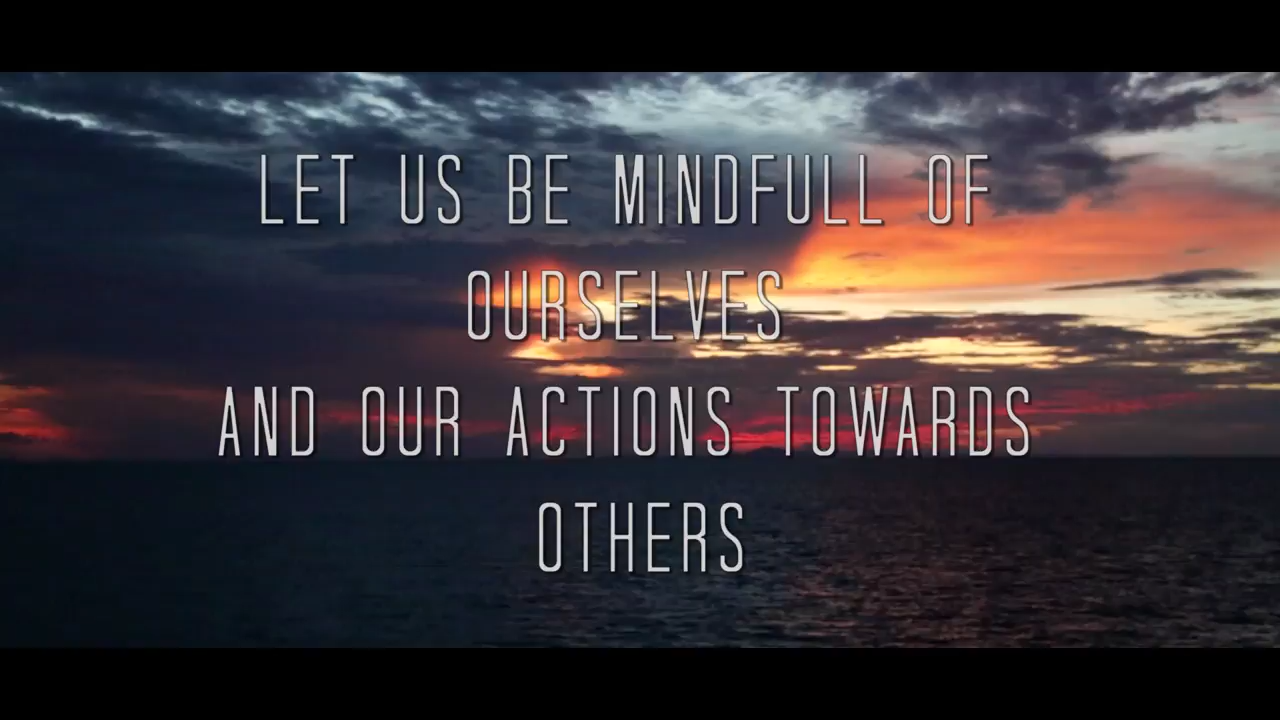 LET US BE MINDFULL OF
OURSELVES
AND OUR ACTIONS TOWARDS
OTHERS